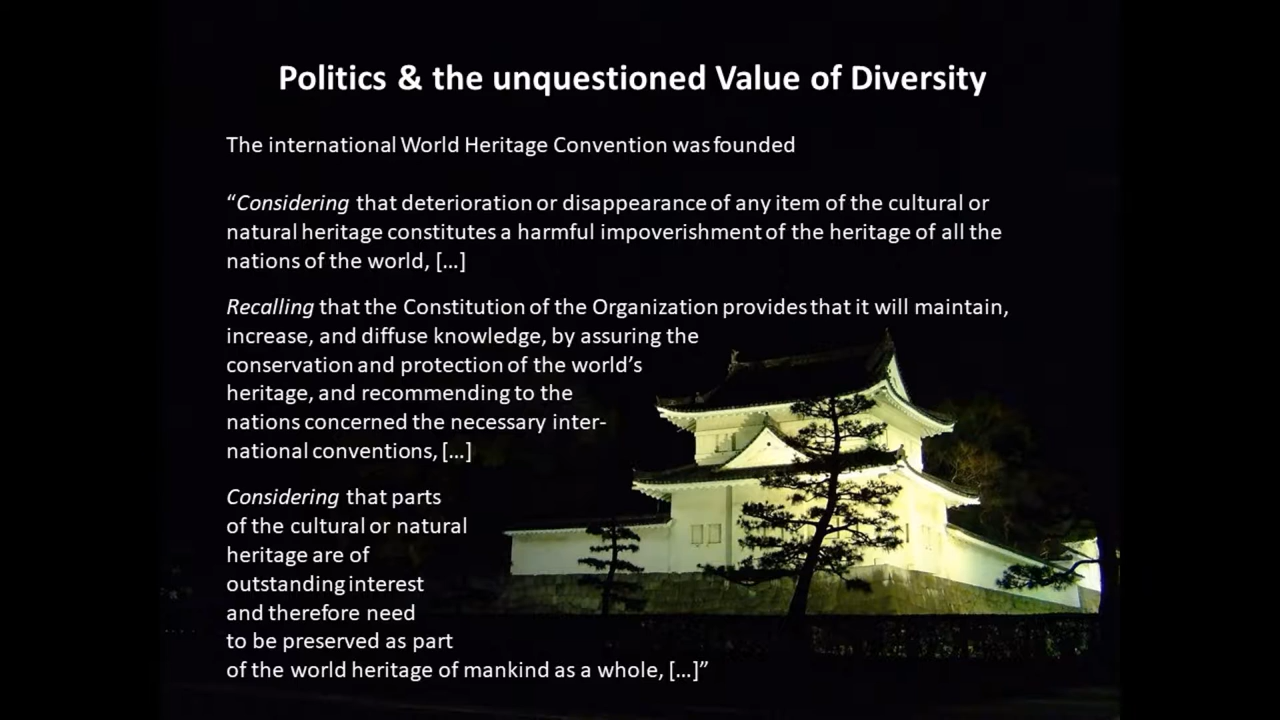 Politics & the unquestioned Value of Diversity
The international World Heritage Convention was founded
“Considering that deterioration or disappearance of any item of the cultural or
natural heritage constitutes a harmful impoverishment of the heritage of all the
nations of the world, […]
Recalling that the Constitution of the Organization provides that it will maintain,
increase, and diffuse knowledge, by assuring the
conservation and protection of the world’s
heritage, and recommending to the
nations concerned the necessary inter-
national conventions, […]
Considering that parts
of the cultural or natural
heritage are of
outstanding interest
and therefore need
to be preserved as part
of the world heritage of mankind as a whole, […]”